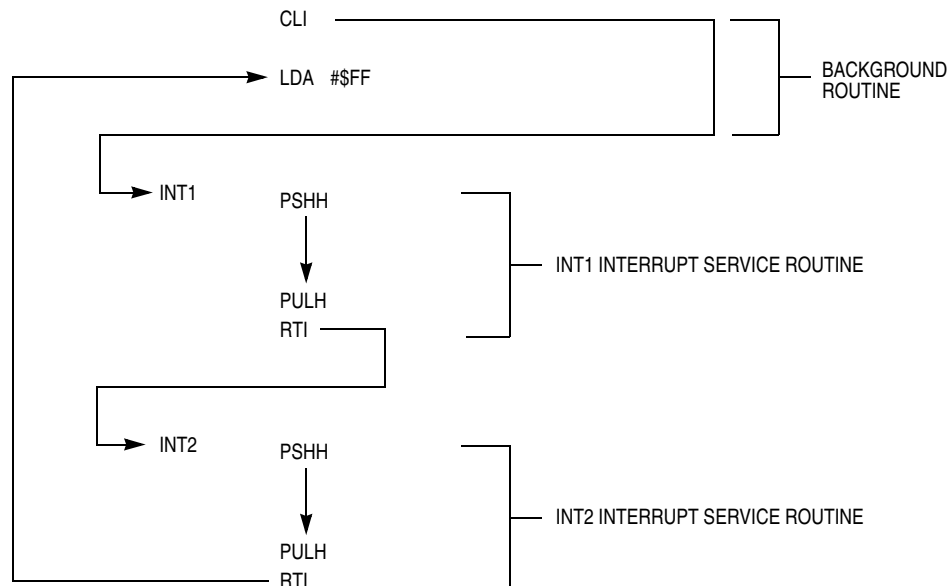 CLI
LDA #$FF
BACKGROUND
ROUTINE
INT1
PSHH
INT1 INTERRUPT SERVICE ROUTINE
PULH
RTI
INT2
PSHH
INT2 INTERRUPT SERVICE ROUTINE
PULH
RTI